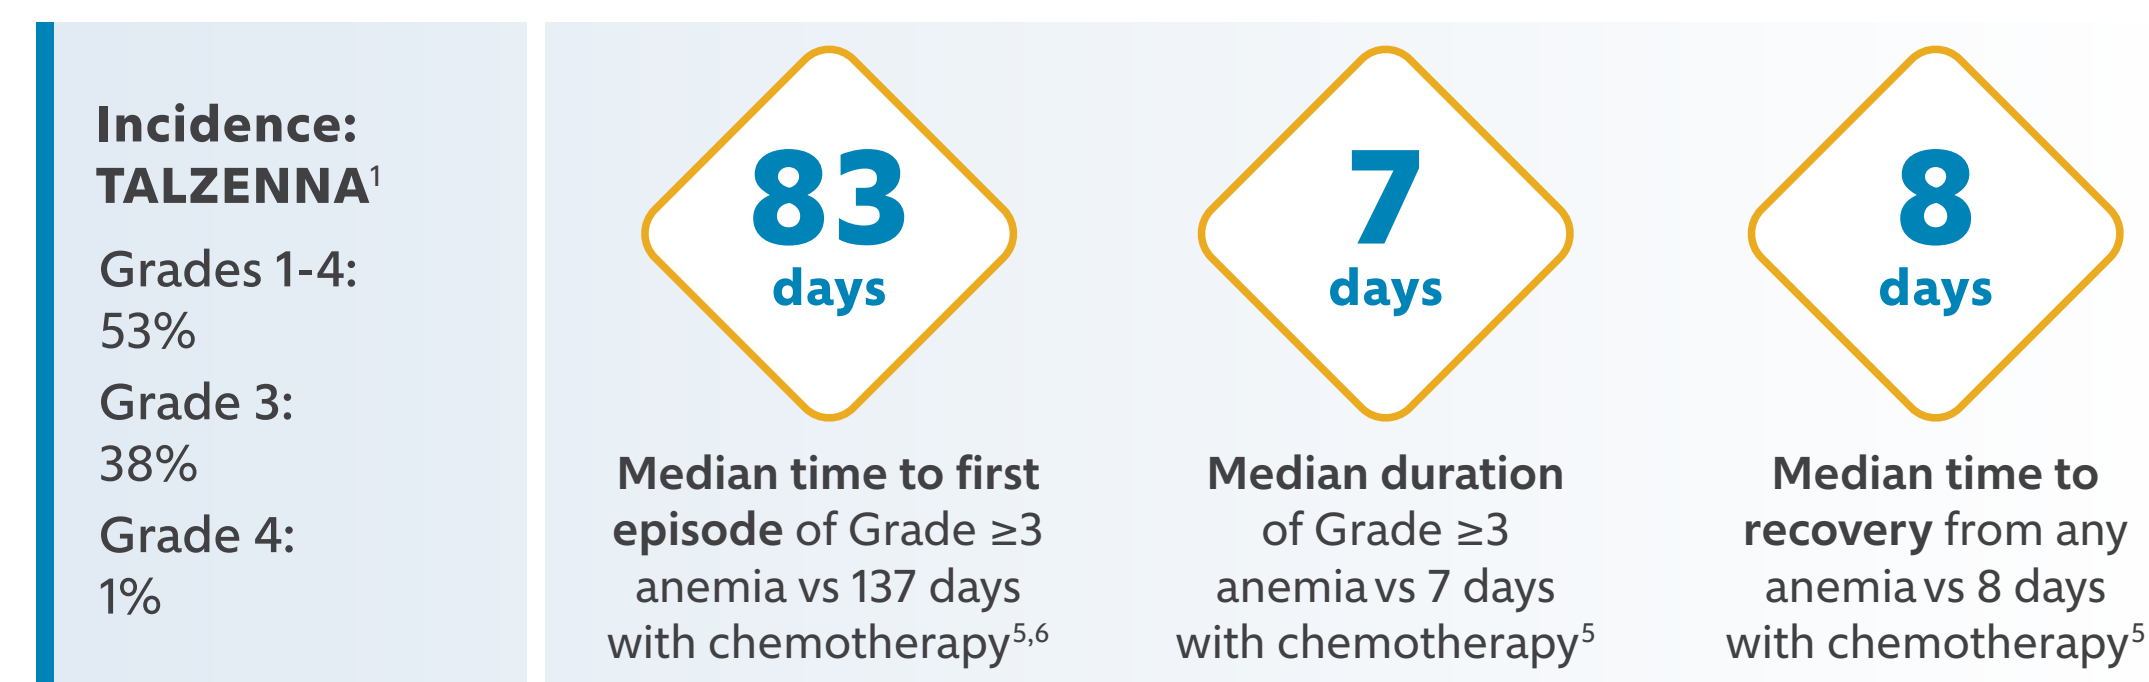 Incidence:
TALZENNA¹
Grades 1-4:
53%
Grade 3:
38%
Grade 4:
1%
83
days
Median time to first
episode of Grade ≥3
anemia vs 137 days
with chemotherapy⁵,⁶
7
days
Median duration
of Grade ≥3
anemia vs 7 days
with chemotherapy⁵
8
days
Median time to
recovery from any
anemia vs 8 days
with chemotherapy⁵